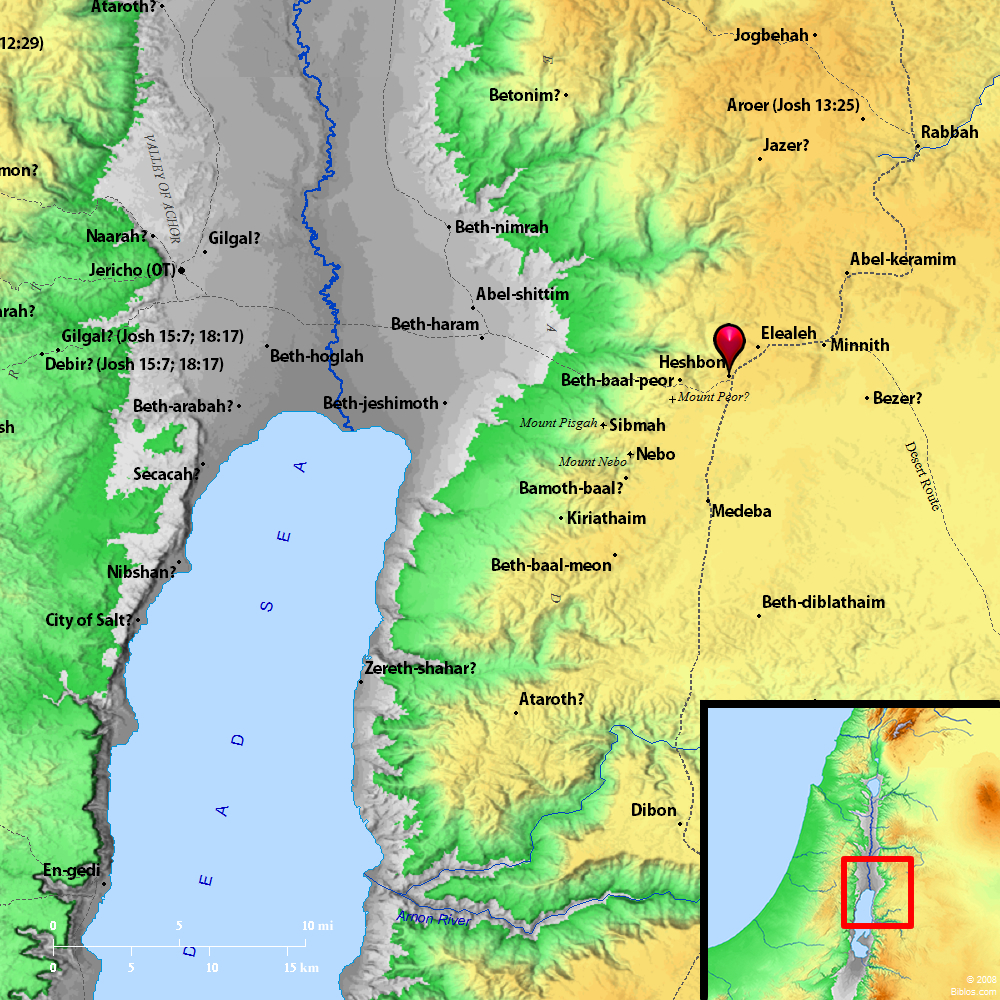 Ataroth?
12:29)
Jogbehah
E
Betonim?
Aroer (Josh 13:25)
Rabbah
Jazer?
VALLEY OF ACHOR
mon?
Beth-nimrah
Naarah?
Gilgal?
Abel-keramim
Jericho (OT)
Abel-shittim
arah?
Beth-haram
A
Gilgal? (Josh 15:7; 18:17)
Elealeh
Minnith
Beth-hoglah
Heshbon
Debir? (Josh 15:7; 18:17)
R
Beth-baal-peor
Mount Peor?
Bezer?
Beth-arabah?
Beth-jeshimoth
Mount Pisgah
Sibmah
sh
Nebo
Mount Nebo
Desert Route
Secacah?
Bamoth-baal?
Medeba
Kiriathaim
Beth-baal-meon
Nibshan?
D
Beth-diblathaim
City of Salt?
Zereth-shahar?
Ataroth?
DEAD SEA
Dibon
En-gedi
Arnon River
0 5 10 mi
0 5 10 15 km
© 2008
Biblos.com